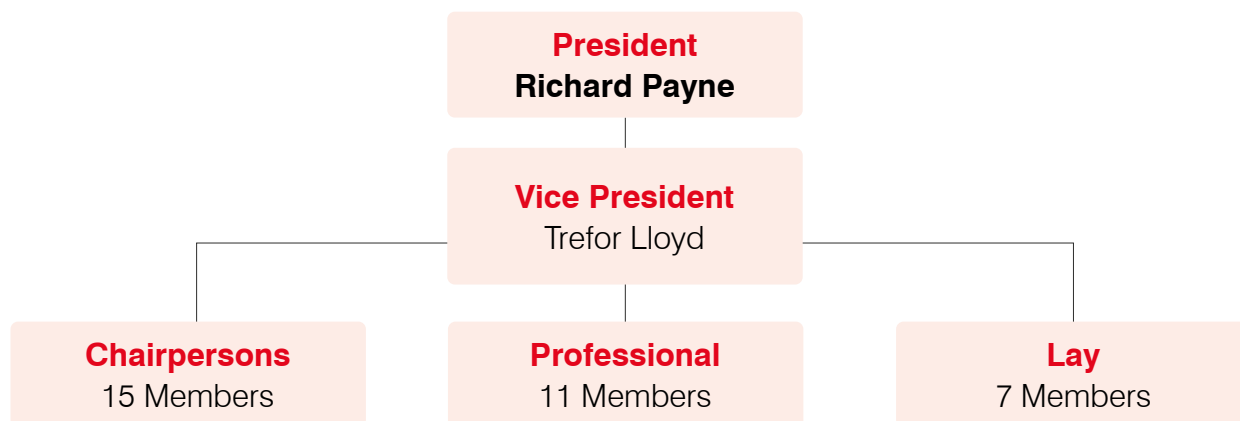 President
Richard Payne
Vice President
Trefor Lloyd
Chairpersons
15 Members
Professional
11 Members
Lay
7 Members